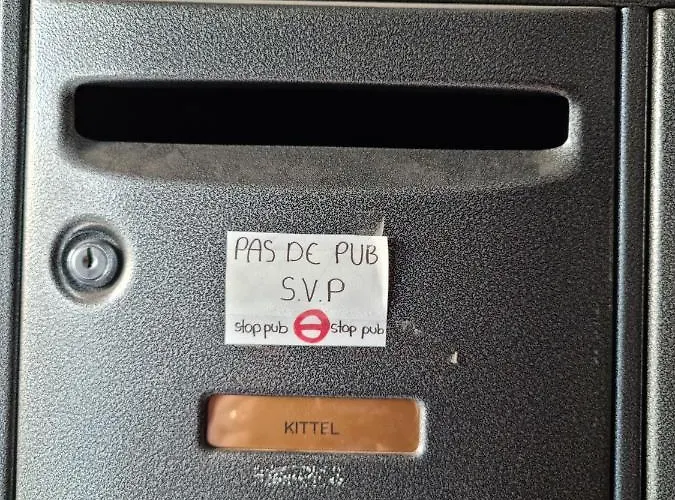 PAS DE PUB
S.V.P
stop pub stop pub
KITTEL